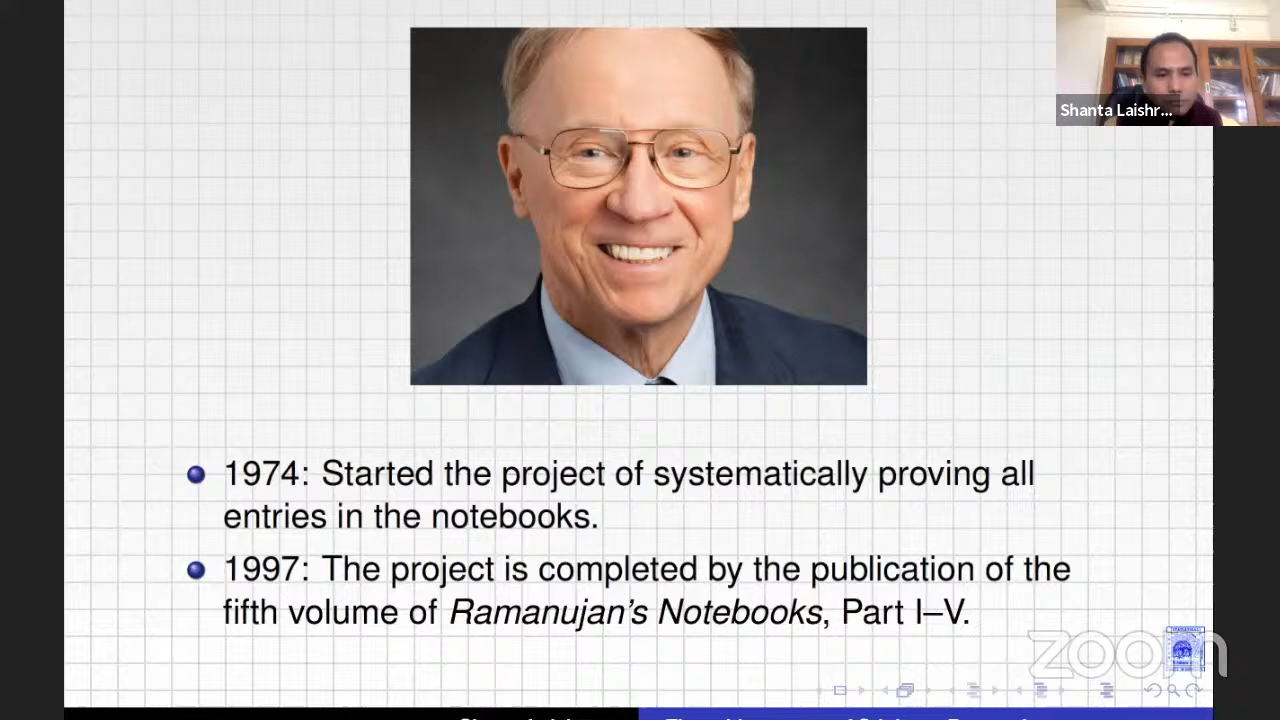 Shanta Laishr...
1974: Started the project of systematically proving all
entries in the notebooks.
1997: The project is completed by the publication of the
fifth volume of Ramanujan's Notebooks, Part I–V.
zoom